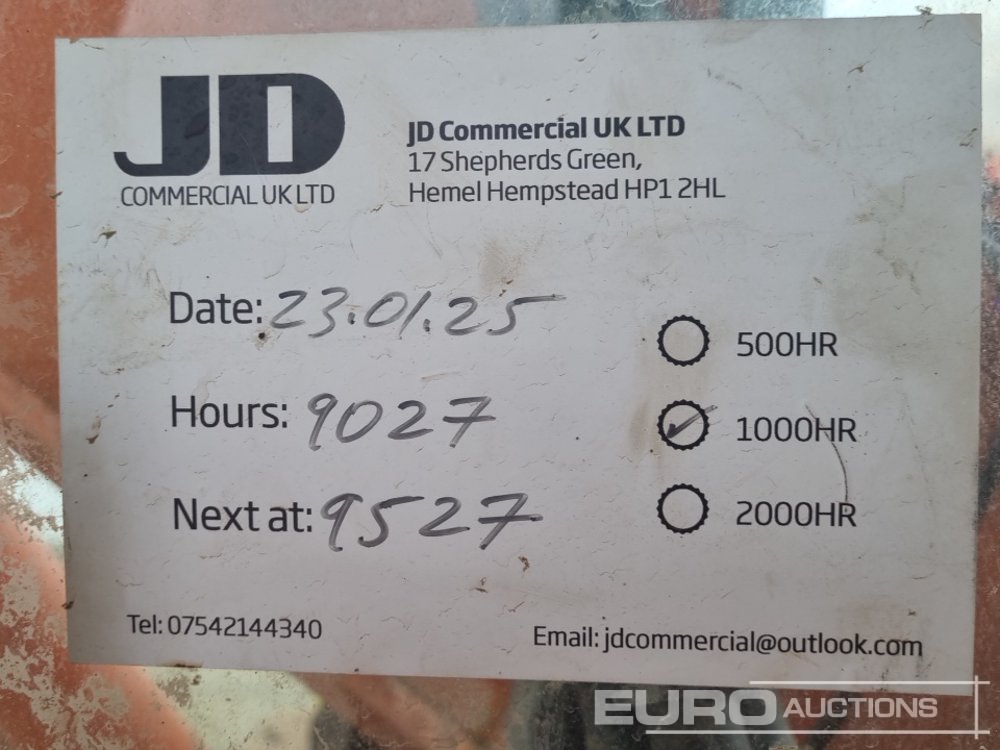 JD
COMMERCIAL UK LTD
JD Commercial UK LTD
17 Shepherds Green,
Hemel Hempstead HP1 2HL
Date: 23.01.25
Hours: 9027
Next at: 9527
500HR
1000HR
2000HR
Tel: 07542144340
Email: jdcommercial@outlook.com
EURO AUCTIONS